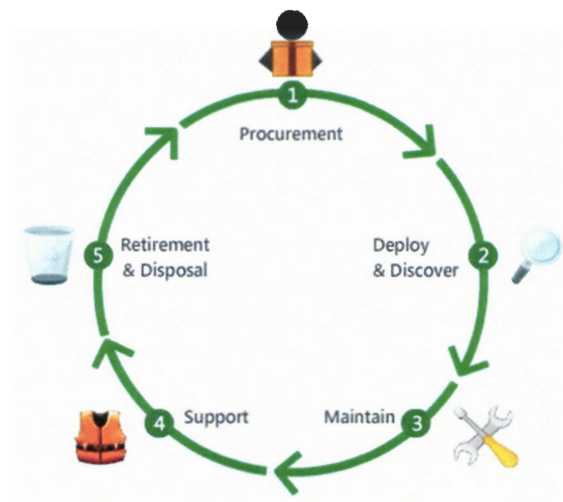 1
Procurement
2
Deploy
& Discover
3
Maintain
4
Support
5
Retirement
& Disposal